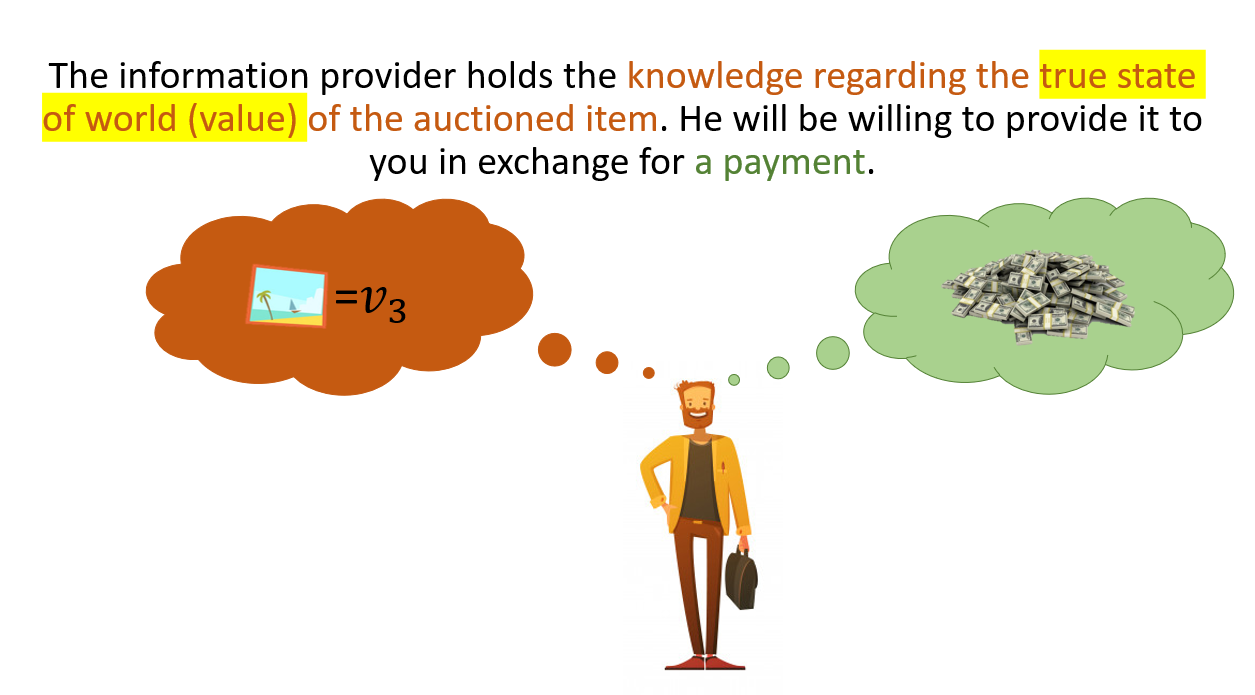 The information provider holds the knowledge regarding the true state
of world (value) of the auctioned item. He will be willing to provide it to
you in exchange for a payment.
=v₃